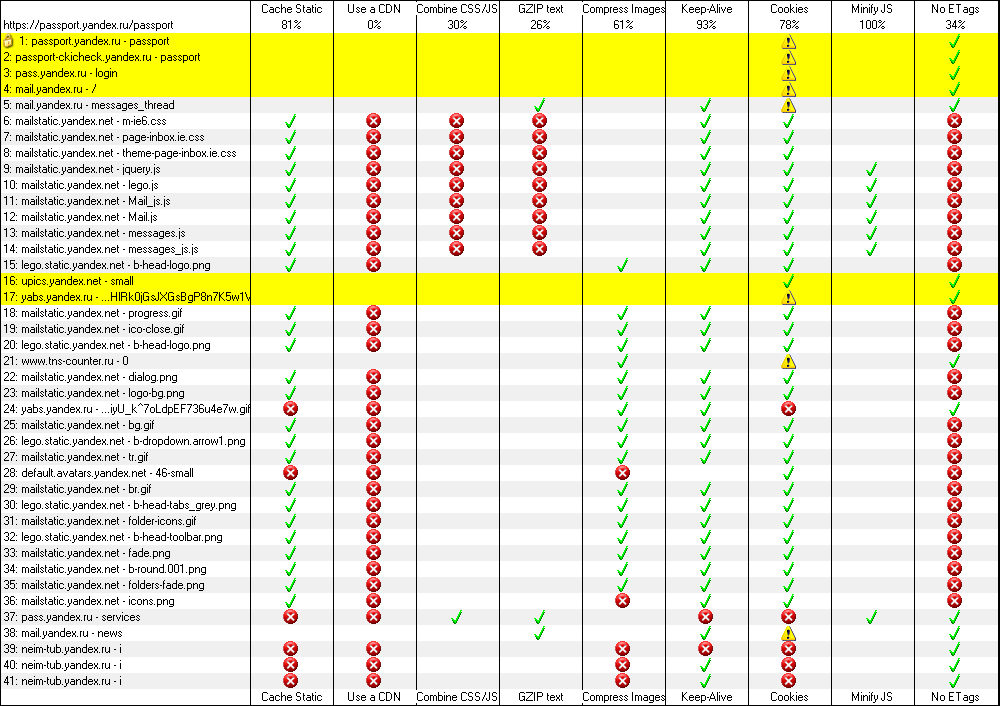 Cache Static Use a CDN Combine CSS/JS GZIP text Compress Images Keep-Alive Cookies Minify JS No ETags
https://passport.yandex.ru/passport 81% 0% 30% 26% 61% 93% 78% 100% 34%
1: passport.yandex.ru - passport
2: passport-ckicheck.yandex.ru - passport
3: pass.yandex.ru - login
4: mail.yandex.ru - /
5: mail.yandex.ru - messages_thread
6: mailstatic.yandex.net - m-ie6.css
7: mailstatic.yandex.net - page-inbox.ie.css
8: mailstatic.yandex.net - theme-page-inbox.ie.css
9: mailstatic.yandex.net - jquery.js
10: mailstatic.yandex.net - lego.js
11: mailstatic.yandex.net - Mail_js.js
12: mailstatic.yandex.net - Mail.js
13: mailstatic.yandex.net - messages.js
14: mailstatic.yandex.net - messages_js.js
15: lego.static.yandex.net - b-head-logo.png
16: upics.yandex.net - small
17: yabs.yandex.ru - ...HIRk0jGsJXGsBgP8n7K5w1V
18: mailstatic.yandex.net - progress.gif
19: mailstatic.yandex.net - ico-close.gif
20: lego.static.yandex.net - b-head-logo.png
21: www.tns-counter.ru - 0
22: mailstatic.yandex.net - dialog.png
23: mailstatic.yandex.net - logo-bg.png
24: yabs.yandex.ru - ...iyU_k^7oLdpEF736u4e7w.gif
25: mailstatic.yandex.net - bg.gif
26: lego.static.yandex.net - b-dropdown.arrow1.png
27: mailstatic.yandex.net - tr.gif
28: default.avatars.yandex.net - 46-small
29: mailstatic.yandex.net - br.gif
30: lego.static.yandex.net - b-head-tabs_grey.png
31: mailstatic.yandex.net - folder-icons.gif
32: lego.static.yandex.net - b-head-toolbar.png
33: mailstatic.yandex.net - fade.png
34: mailstatic.yandex.net - b-round.001.png
35: mailstatic.yandex.net - folders-fade.png
36: mailstatic.yandex.net - icons.png
37: pass.yandex.ru - services
38: mail.yandex.ru - news
39: neim-tub.yandex.ru - i
40: neim-tub.yandex.ru - i
41: neim-tub.yandex.ru - i
Cache Static Use a CDN Combine CSS/JS GZIP text Compress Images Keep-Alive Cookies Minify JS No ETags